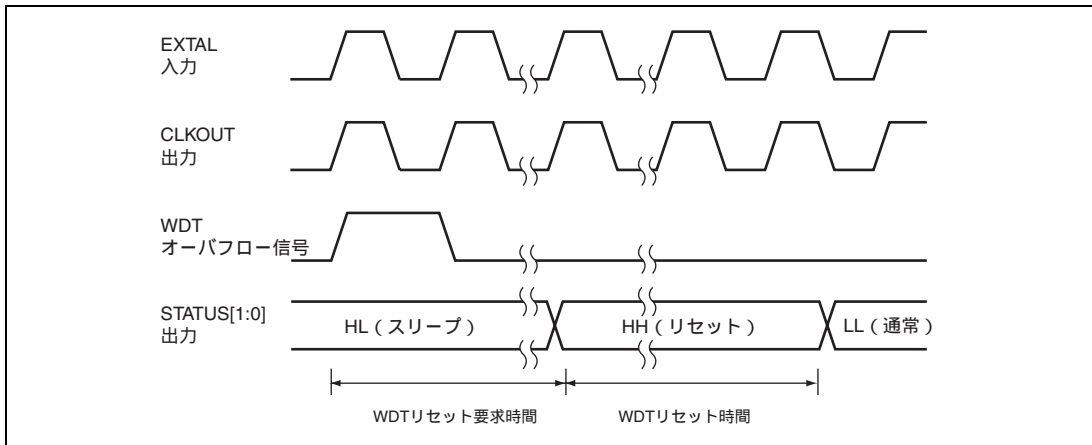 EXTAL
入力
CLKOUT
出力
WDT
オーバフロー信号
STATUS[1:0]
出力
HL（スリープ）
HH（リセット）
LL（通常）
WDTリセット要求時間
WDTリセット時間